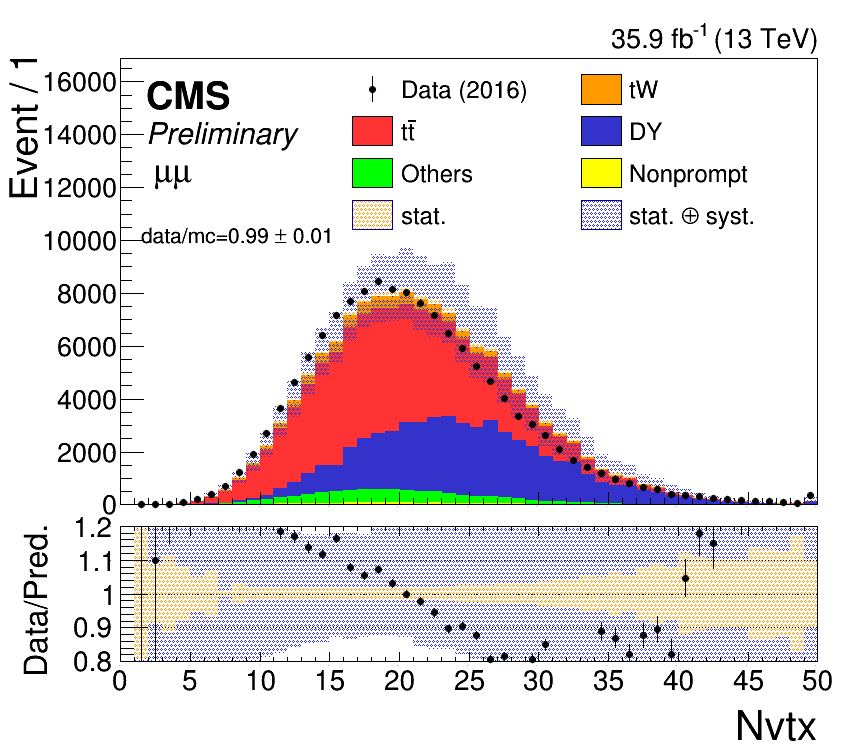 35.9 fb⁻¹ (13 TeV)
Event / 1
16000
14000
12000
10000
8000
6000
4000
2000
0
CMS
Preliminary
μμ
data/mc=0.99 ± 0.01
Data (2016)
tW
tt̄
DY
Others
Nonprompt
stat.
stat. ⊕ syst.
Data/Pred.
1.2
1.1
1
0.9
0.8
0 5 10 15 20 25 30 35 40 45 50
Nvtx